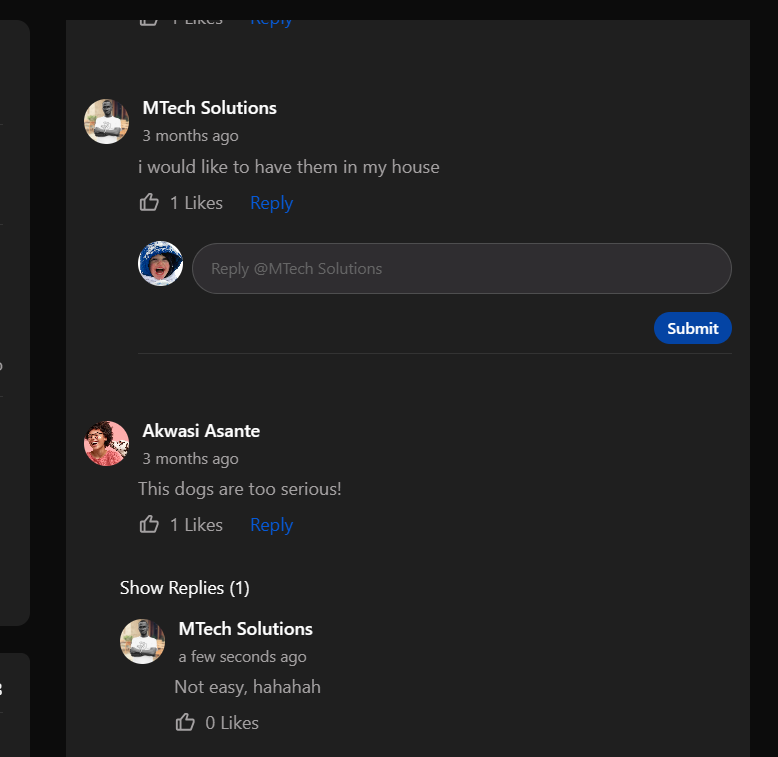 1 Likes Reply
MTech Solutions
3 months ago
i would like to have them in my house
1 Likes Reply
Reply @MTech Solutions
Submit
Akwasi Asante
3 months ago
This dogs are too serious!
1 Likes Reply
Show Replies (1)
MTech Solutions
a few seconds ago
Not easy, hahahah
0 Likes